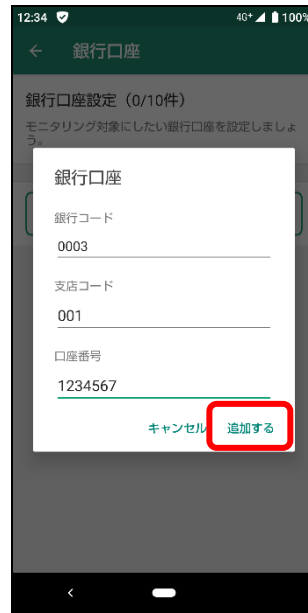 12:34 4G+ 100%
銀行口座
銀行口座設定（0/10件）
モニタリング対象にしたい銀行口座を設定しましょ
う。
銀行口座
銀行コード
0003
支店コード
001
口座番号
1234567
キャンセル 追加する